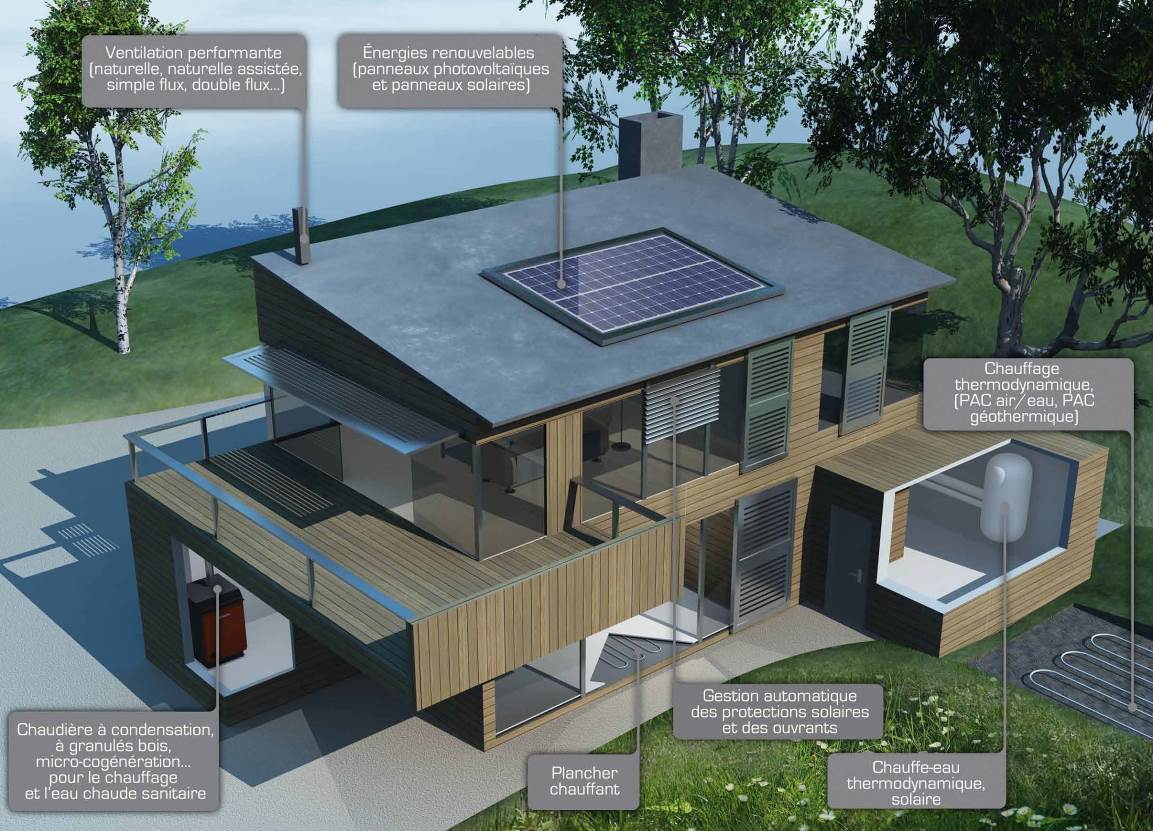 Ventilation performante
(naturelle, naturelle assistée,
simple flux, double flux...)
Énergies renouvelables
(panneaux photovoltaïques
et panneaux solaires)
Chauffage
thermodynamique,
(PAC air/eau, PAC
géothermique)
Chaudière à condensation,
à granulés bois,
micro-cogénération...
pour le chauffage
et l'eau chaude sanitaire
Plancher
chauffant
Gestion automatique
des protections solaires
et des ouvrants
Chauffe-eau
thermodynamique,
solaire